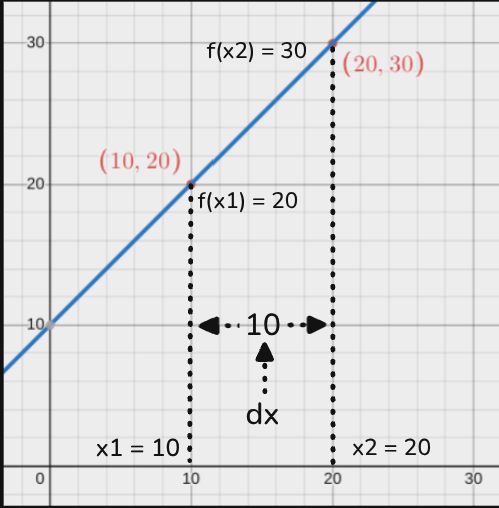 30
f(x2) = 30
(20, 30)
(10, 20)
20
f(x1) = 20
10
10
dx
x1 = 10
x2 = 20
0
10
20
30